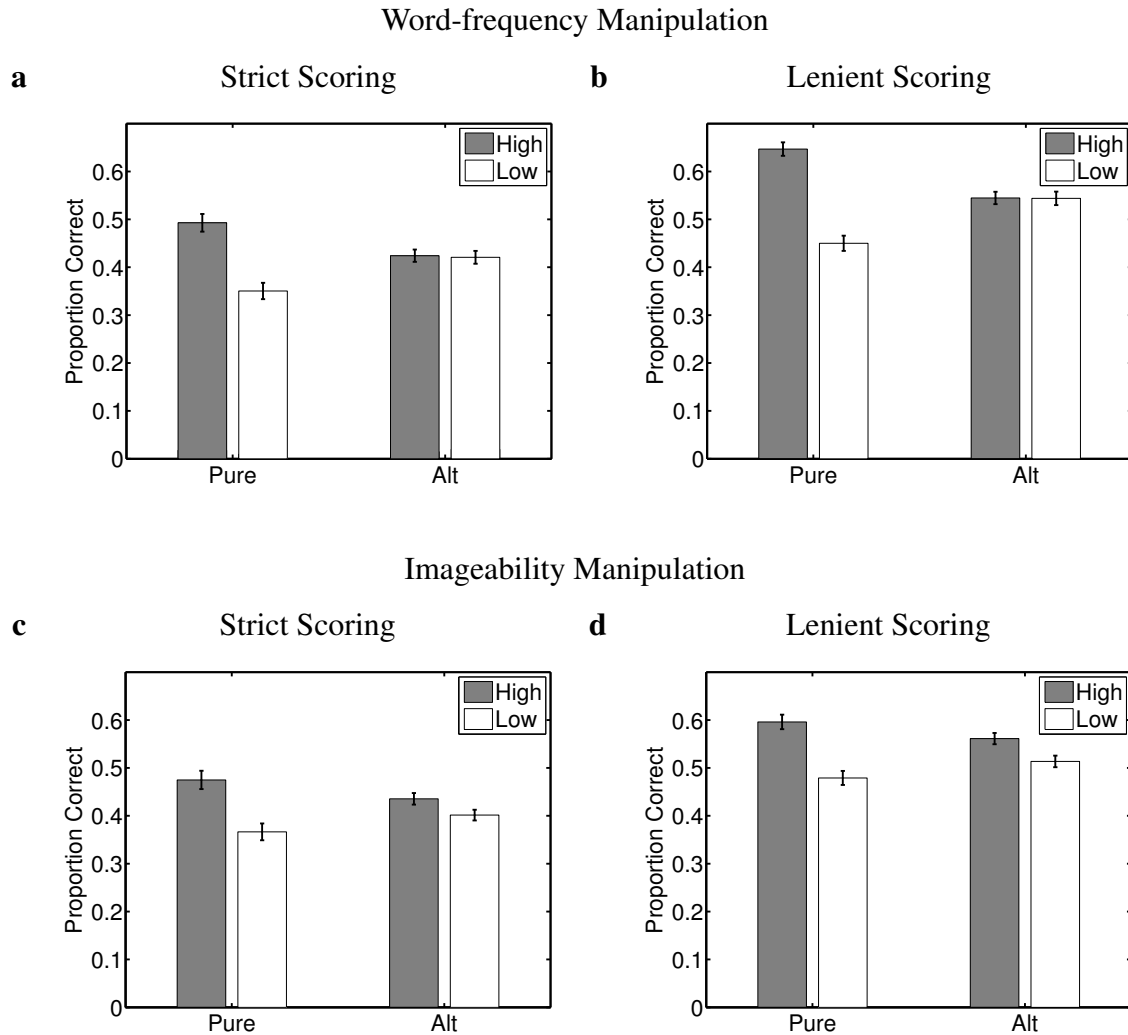 Word-frequency Manipulation
a Strict Scoring
High
Low
0.6
0.5
0.4
0.3
0.2
0.1
0
Proportion Correct
Pure Alt
b Lenient Scoring
High
Low
0.6
0.5
0.4
0.3
0.2
0.1
0
Proportion Correct
Pure Alt
Imageability Manipulation
c Strict Scoring
High
Low
0.6
0.5
0.4
0.3
0.2
0.1
0
Proportion Correct
Pure Alt
d Lenient Scoring
High
Low
0.6
0.5
0.4
0.3
0.2
0.1
0
Proportion Correct
Pure Alt